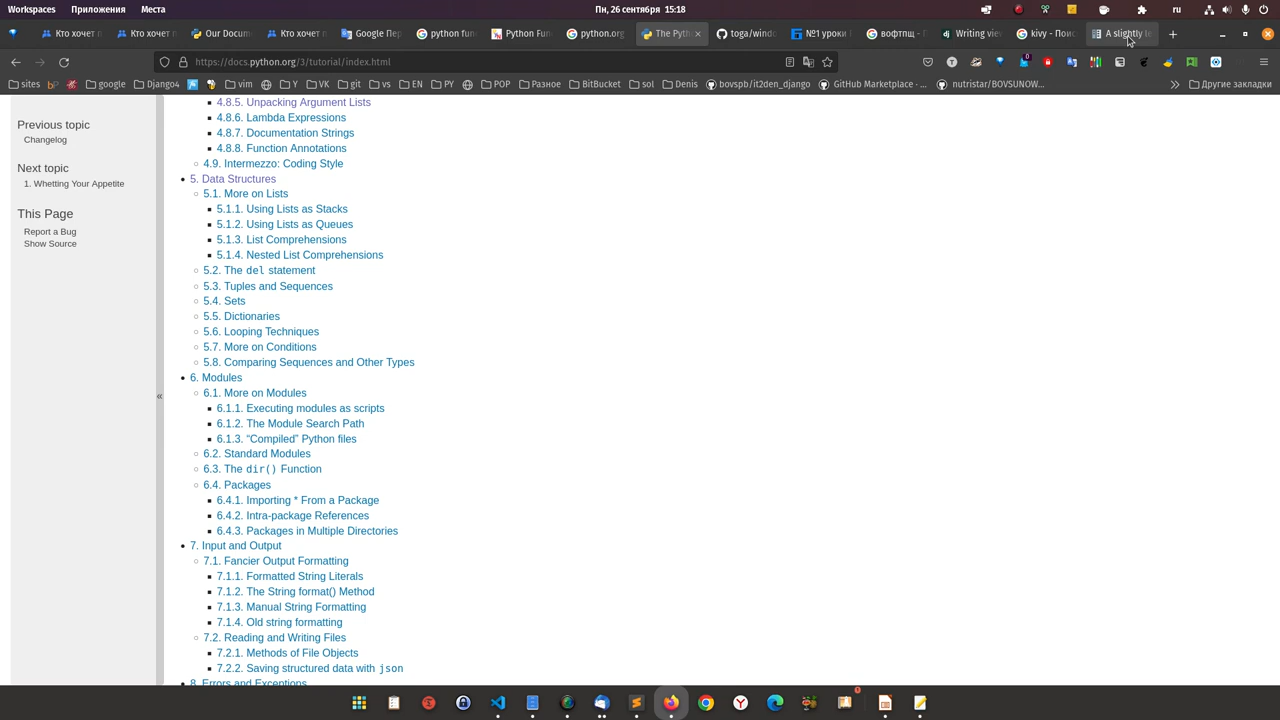 Workspaces Приложения Места Пн, 26 сентября 15:18 ru
Кто хочет Кто хочет Our Docum Кто хочет Google Пер python fun Python Fun python.org The Pyth toga/windo №1 уроки вофтпщ - Writing view kivy - Поис A slightly le
https://docs.python.org/3/tutorial/index.html
sites google Django4 vim UN VK git vs EN PY POP Разное BitBucket sol Denis bovspb/it2den_django GitHub Marketplace · ... nutristar/BOVSUNOW... Другие закладки
Previous topic
Changelog
Next topic
1. Whetting Your Appetite
This Page
Report a Bug
Show Source
«
4.8.5. Unpacking Argument Lists
4.8.6. Lambda Expressions
4.8.7. Documentation Strings
4.8.8. Function Annotations
4.9. Intermezzo: Coding Style
5. Data Structures
5.1. More on Lists
5.1.1. Using Lists as Stacks
5.1.2. Using Lists as Queues
5.1.3. List Comprehensions
5.1.4. Nested List Comprehensions
5.2. The del statement
5.3. Tuples and Sequences
5.4. Sets
5.5. Dictionaries
5.6. Looping Techniques
5.7. More on Conditions
5.8. Comparing Sequences and Other Types
6. Modules
6.1. More on Modules
6.1.1. Executing modules as scripts
6.1.2. The Module Search Path
6.1.3. “Compiled” Python files
6.2. Standard Modules
6.3. The dir() Function
6.4. Packages
6.4.1. Importing * From a Package
6.4.2. Intra-package References
6.4.3. Packages in Multiple Directories
7. Input and Output
7.1. Fancier Output Formatting
7.1.1. Formatted String Literals
7.1.2. The String format() Method
7.1.3. Manual String Formatting
7.1.4. Old string formatting
7.2. Reading and Writing Files
7.2.1. Methods of File Objects
7.2.2. Saving structured data with json
8. Errors and Exceptions